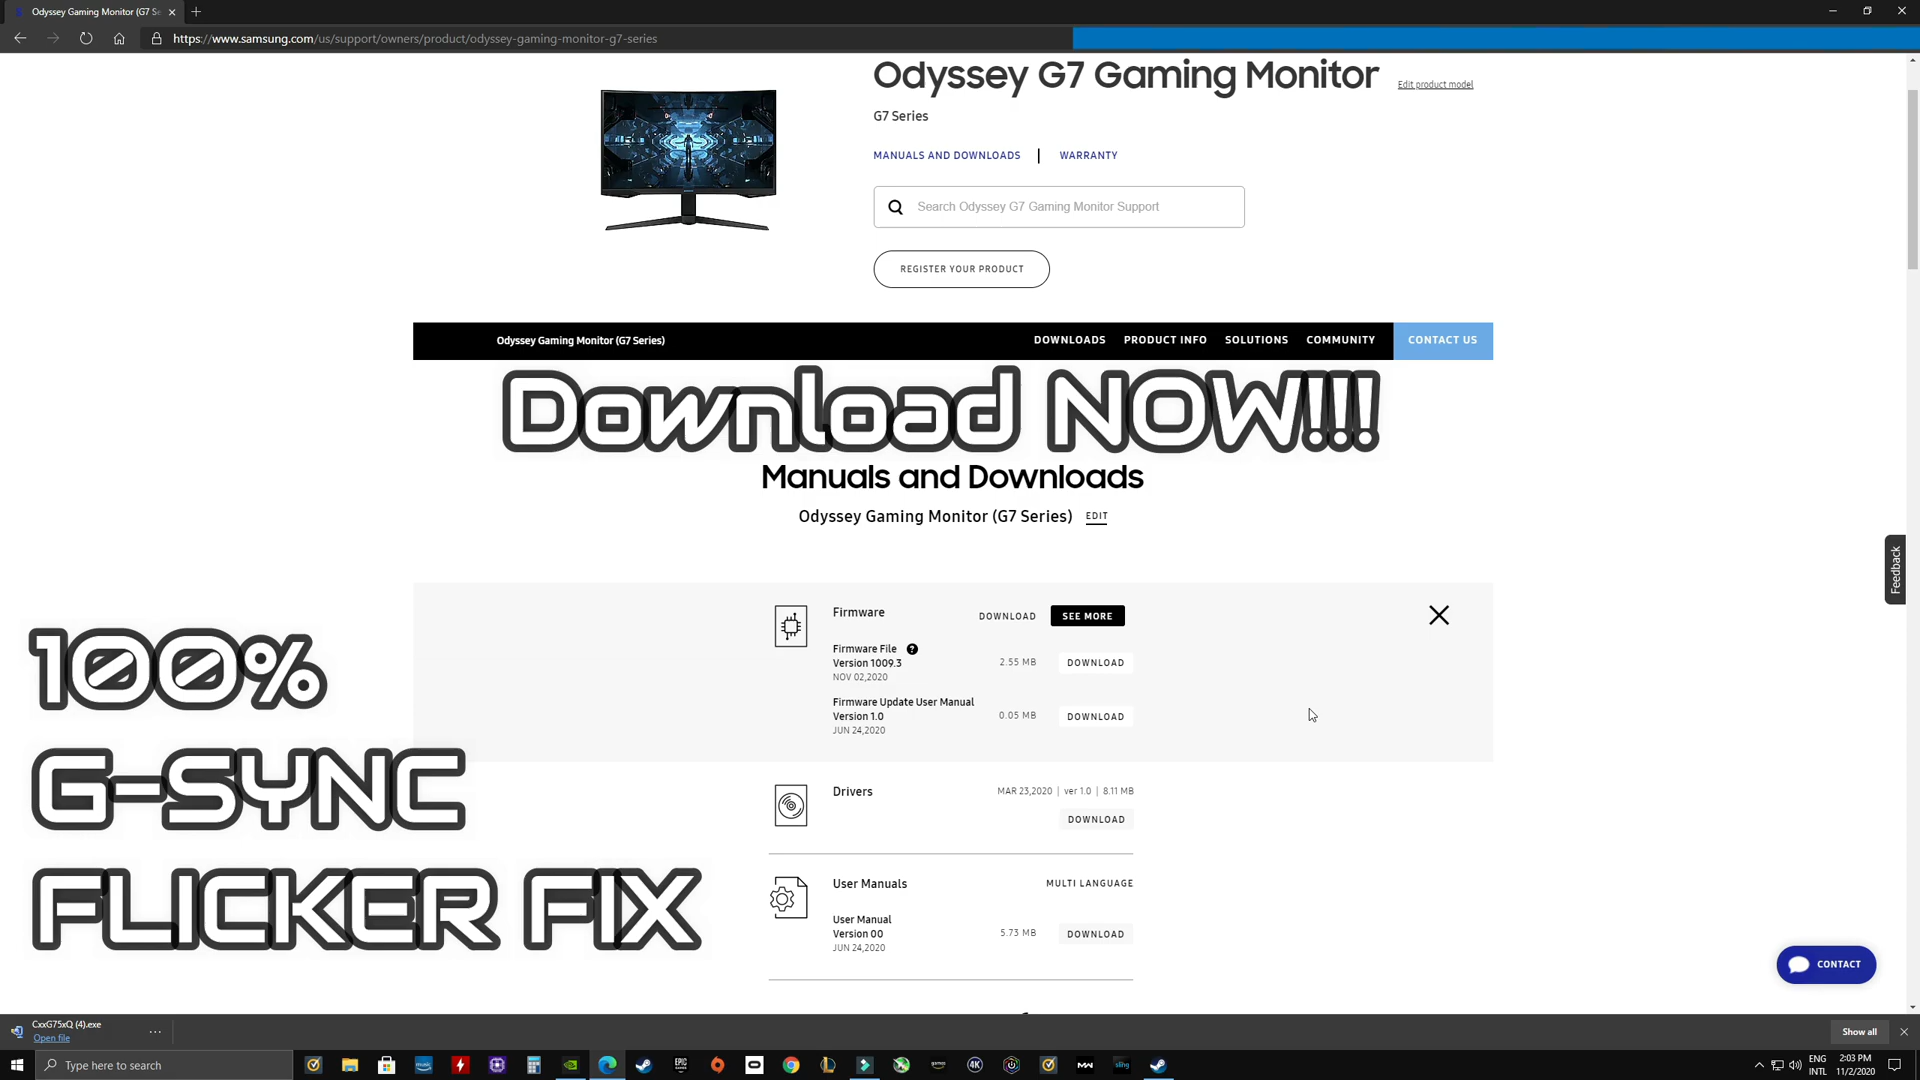 Odyssey Gaming Monitor (G7 Se
https://www.samsung.com/us/support/owners/product/odyssey-gaming-monitor-g7-series
Odyssey G7 Gaming Monitor
Edit product model
G7 Series
MANUALS AND DOWNLOADS | WARRANTY
Search Odyssey G7 Gaming Monitor Support
REGISTER YOUR PRODUCT
Odyssey Gaming Monitor (G7 Series) DOWNLOADS PRODUCT INFO SOLUTIONS COMMUNITY CONTACT US
Download NOW!!!
Manuals and Downloads
Odyssey Gaming Monitor (G7 Series) EDIT
Feedback
Firmware DOWNLOAD SEE MORE
Firmware File ?
Version 1009.3 2.55 MB DOWNLOAD
NOV 02,2020
Firmware Update User Manual
Version 1.0 0.05 MB DOWNLOAD
JUN 24,2020
100%
G-SYNC
FLICKER FIX
Drivers MAR 23,2020 | ver 1.0 | 8.11 MB
DOWNLOAD
User Manuals MULTI LANGUAGE
User Manual
Version 00 5.73 MB DOWNLOAD
JUN 24,2020
CONTACT
CxxG75xQ (4).exe
Open file
Show all
Type here to search
EPIC GAMES
4K
MW
sling
ENG
INTL
2:03 PM
11/2/2020